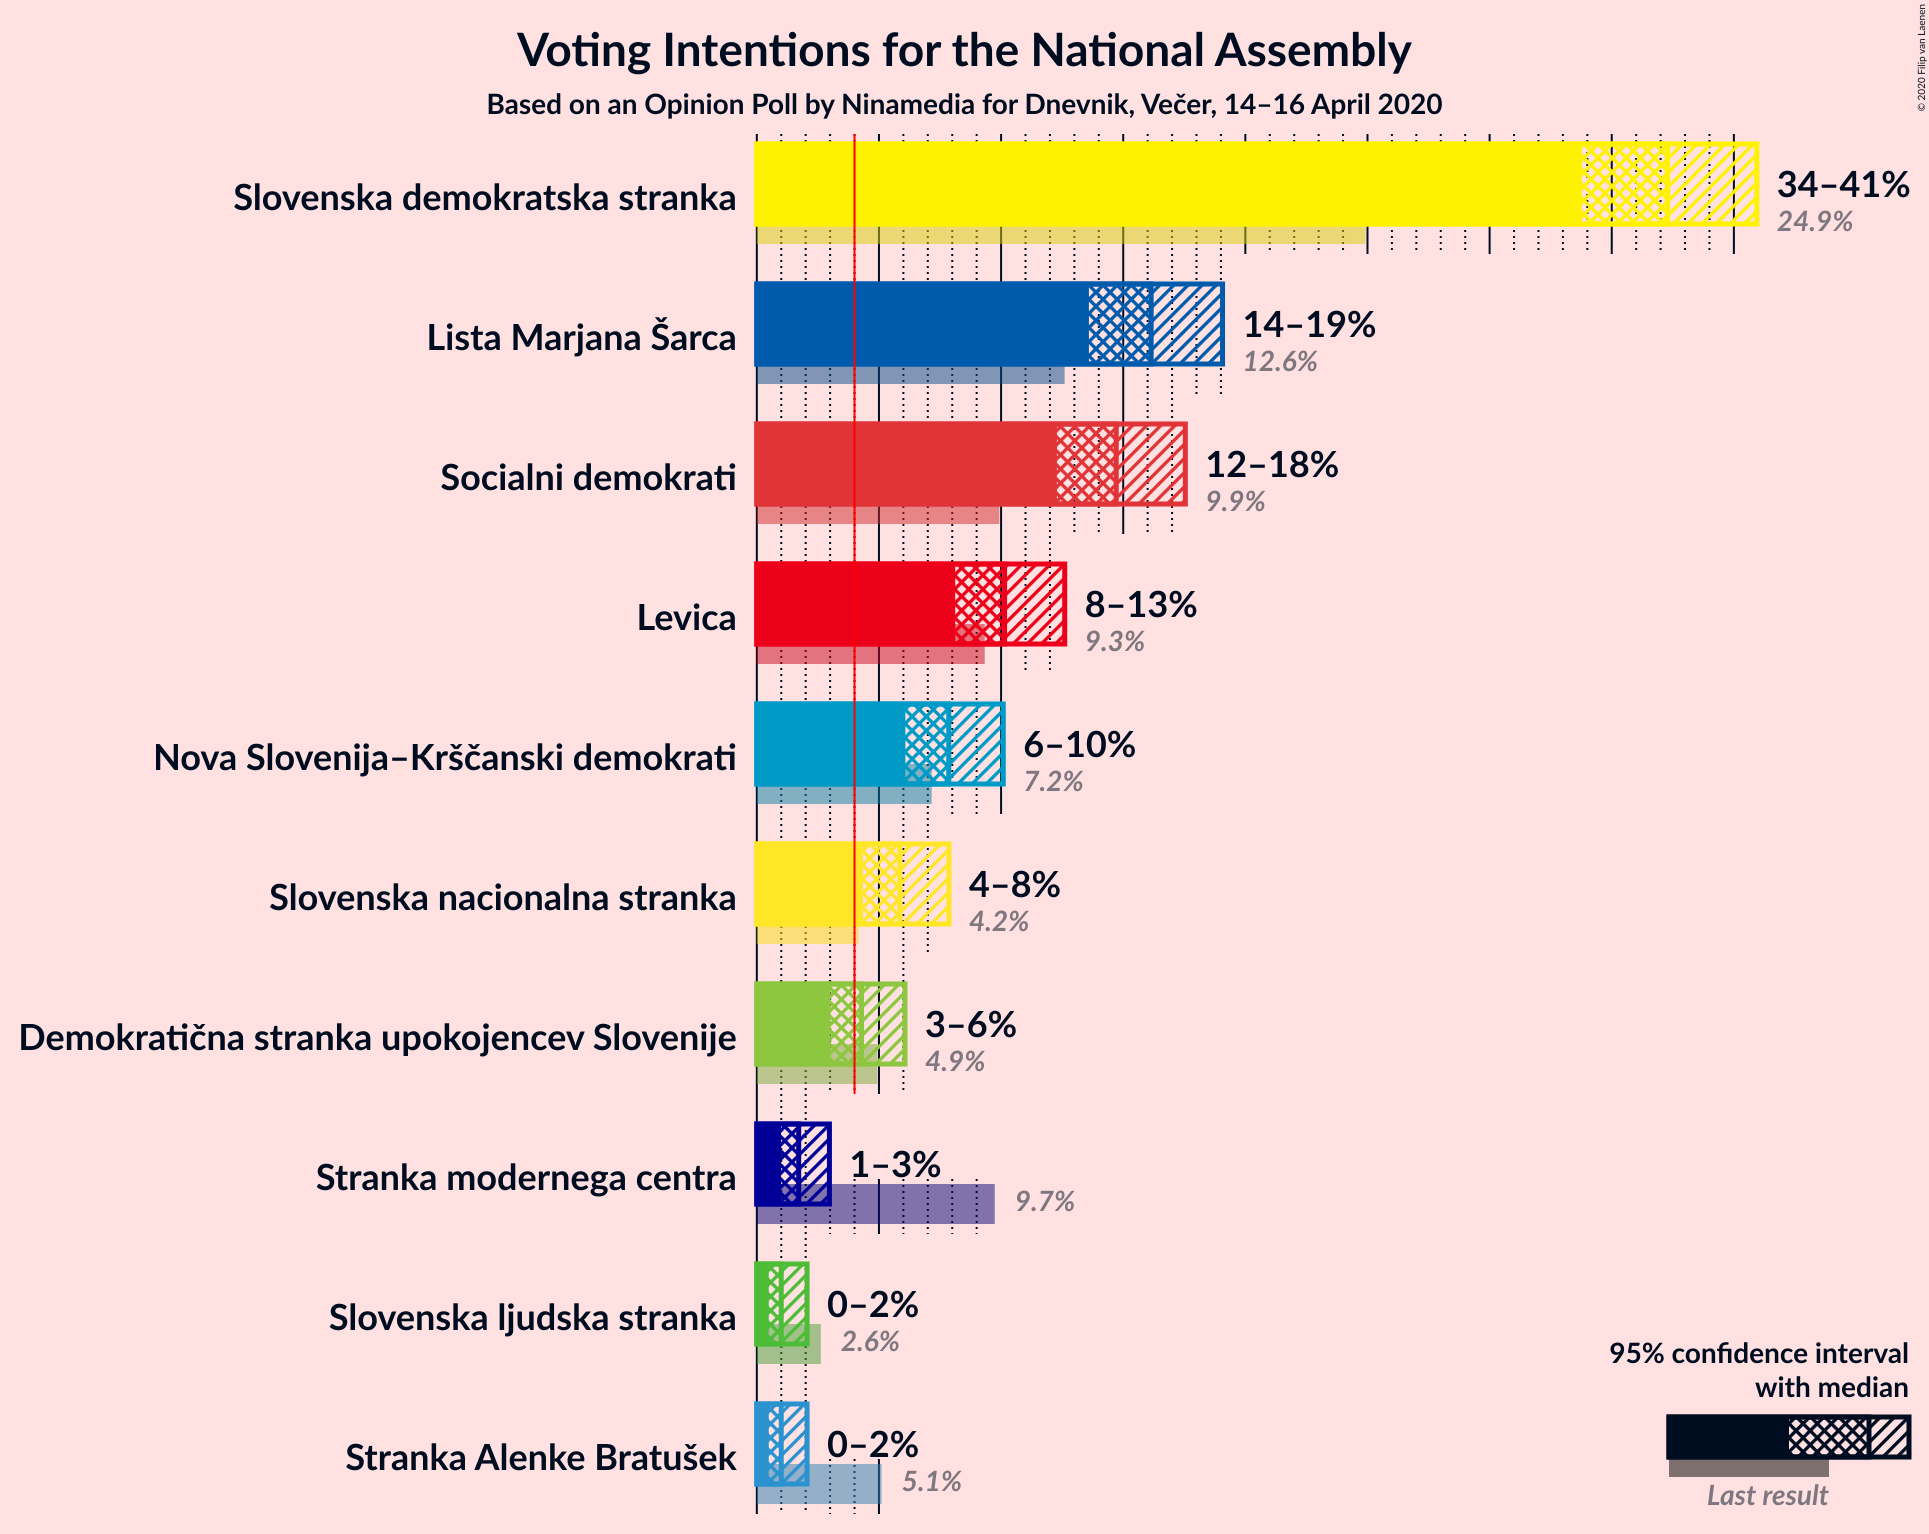 Voting Intentions for the National Assembly
Based on an Opinion Poll by Ninamedia for Dnevnik, Večer, 14–16 April 2020
© 2020 Filip van Laenen
Slovenska demokratska stranka
34–41%
24.9%
Lista Marjana Šarca
14–19%
12.6%
Socialni demokrati
12–18%
9.9%
Levica
8–13%
9.3%
Nova Slovenija–Krščanski demokrati
6–10%
7.2%
Slovenska nacionalna stranka
4–8%
4.2%
Demokratična stranka upokojencev Slovenije
3–6%
4.9%
Stranka modernega centra
1–3%
9.7%
Slovenska ljudska stranka
0–2%
2.6%
Stranka Alenke Bratušek
0–2%
5.1%
95% confidence interval
with median
Last result